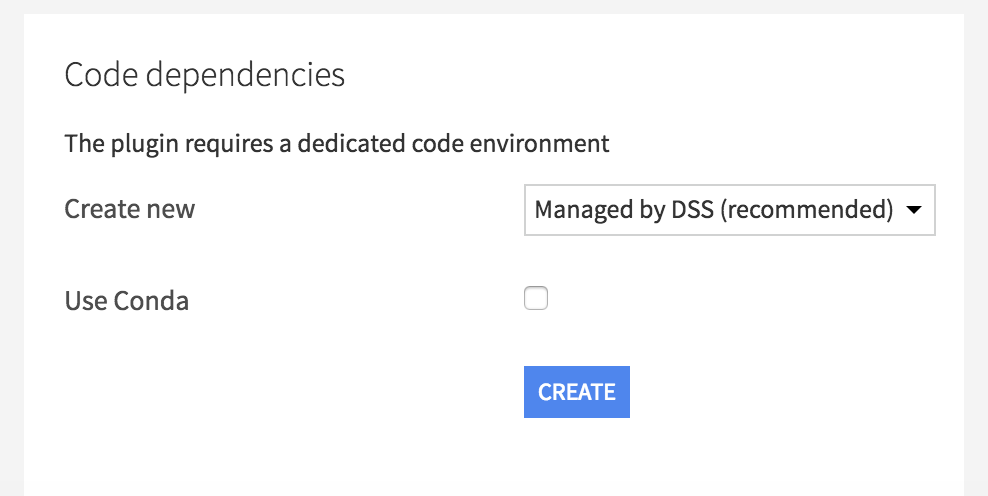 Code dependencies
The plugin requires a dedicated code environment
Create new
Managed by DSS (recommended)
Use Conda
CREATE